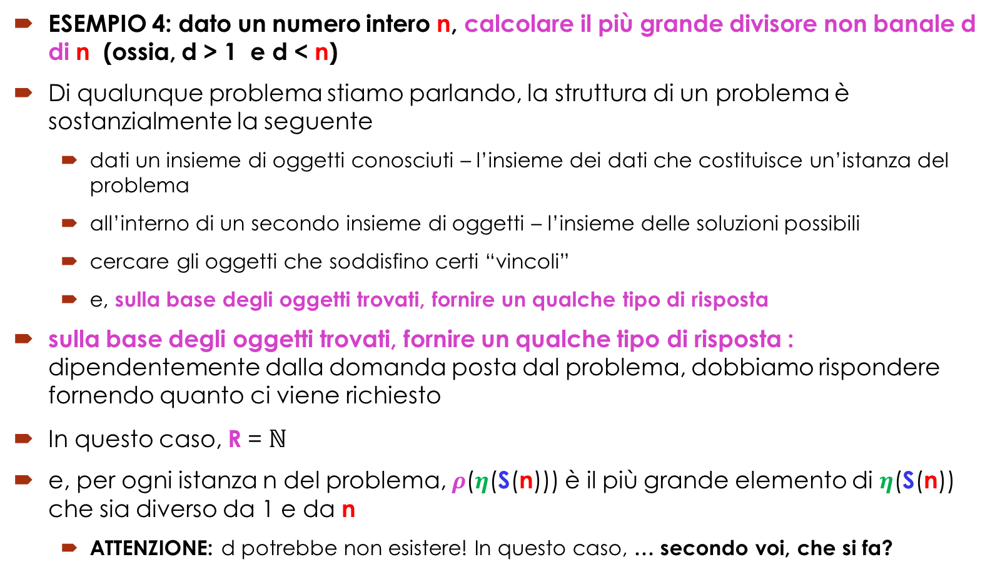 ESEMPIO 4: dato un numero intero n, calcolare il più grande divisore non banale d
di n (ossia, d > 1 e d < n)
Di qualunque problema stiamo parlando, la struttura di un problema è
sostanzialmente la seguente
dati un insieme di oggetti conosciuti – l’insieme dei dati che costituisce un’istanza del
problema
all’interno di un secondo insieme di oggetti – l’insieme delle soluzioni possibili
cercare gli oggetti che soddisfino certi “vincoli”
e, sulla base degli oggetti trovati, fornire un qualche tipo di risposta
sulla base degli oggetti trovati, fornire un qualche tipo di risposta :
dipendentemente dalla domanda posta dal problema, dobbiamo rispondere
fornendo quanto ci viene richiesto
In questo caso, R = ℕ
e, per ogni istanza n del problema, ρ(η(S(n))) è il più grande elemento di η(S(n))
che sia diverso da 1 e da n
ATTENZIONE: d potrebbe non esistere! In questo caso, … secondo voi, che si fa?